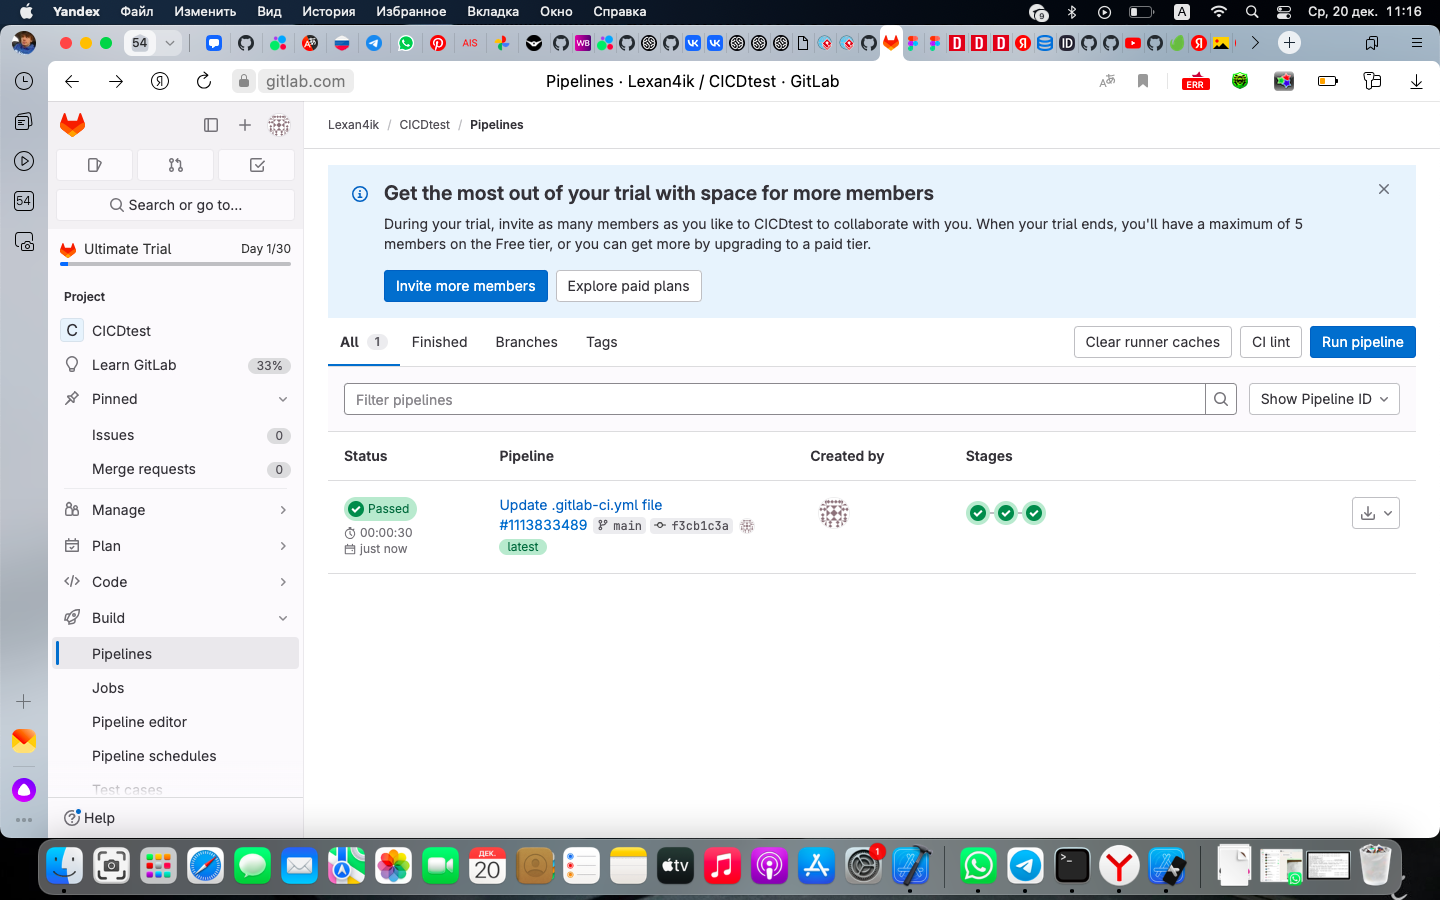 Yandex Файл Изменить Вид История Избранное Вкладка Окно Справка
9 A Ср, 20 дек. 11:16
54 AIS WB D D D Я ID Я
gitlab.com Pipelines · Lexan4ik / CICDtest · GitLab ERR
54
Lexan4ik / CICDtest / Pipelines
Search or go to...
Ultimate Trial Day 1/30
Project
C CICDtest
Learn GitLab 33%
Pinned
Issues 0
Merge requests 0
Manage
Plan
Code
Build
Pipelines
Jobs
Pipeline editor
Pipeline schedules
Test cases
Help
Get the most out of your trial with space for more members
During your trial, invite as many members as you like to CICDtest to collaborate with you. When your trial ends, you'll have a maximum of 5
members on the Free tier, or you can get more by upgrading to a paid tier.
Invite more members Explore paid plans
All 1 Finished Branches Tags Clear runner caches CI lint Run pipeline
Filter pipelines Show Pipeline ID
Status Pipeline Created by Stages
Passed
00:00:30
just now
Update .gitlab-ci.yml file
#1113833489 main f3cb1c3a
latest
ДЕК.
20
tv
1